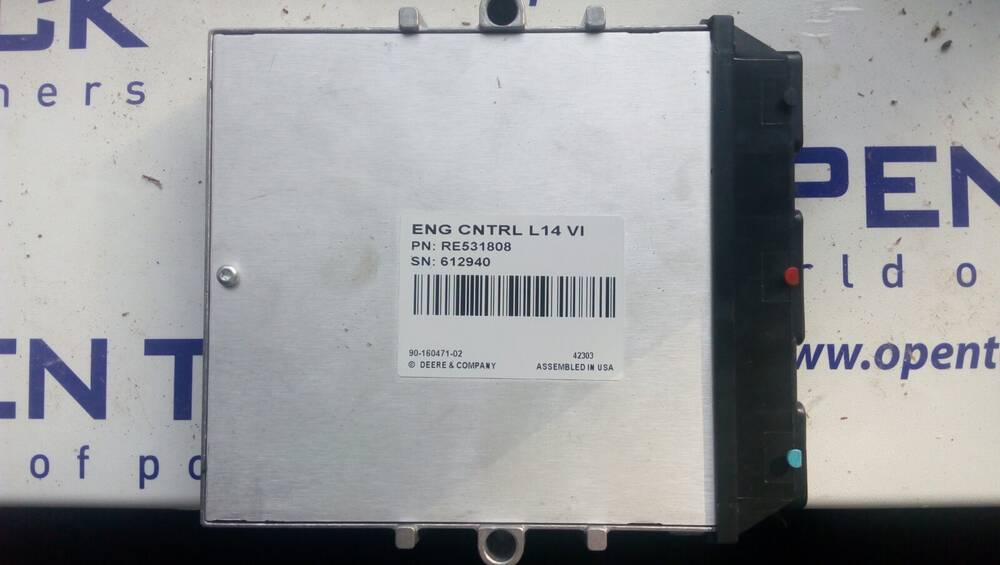 CK
ners
ENG CNTRL L14 VI
PN: RE531808
SN: 612940
90-160471-02
42303
© DEERE & COMPANY
ASSEMBLED IN USA
PEN
rld o
www.opent
EN T
of po